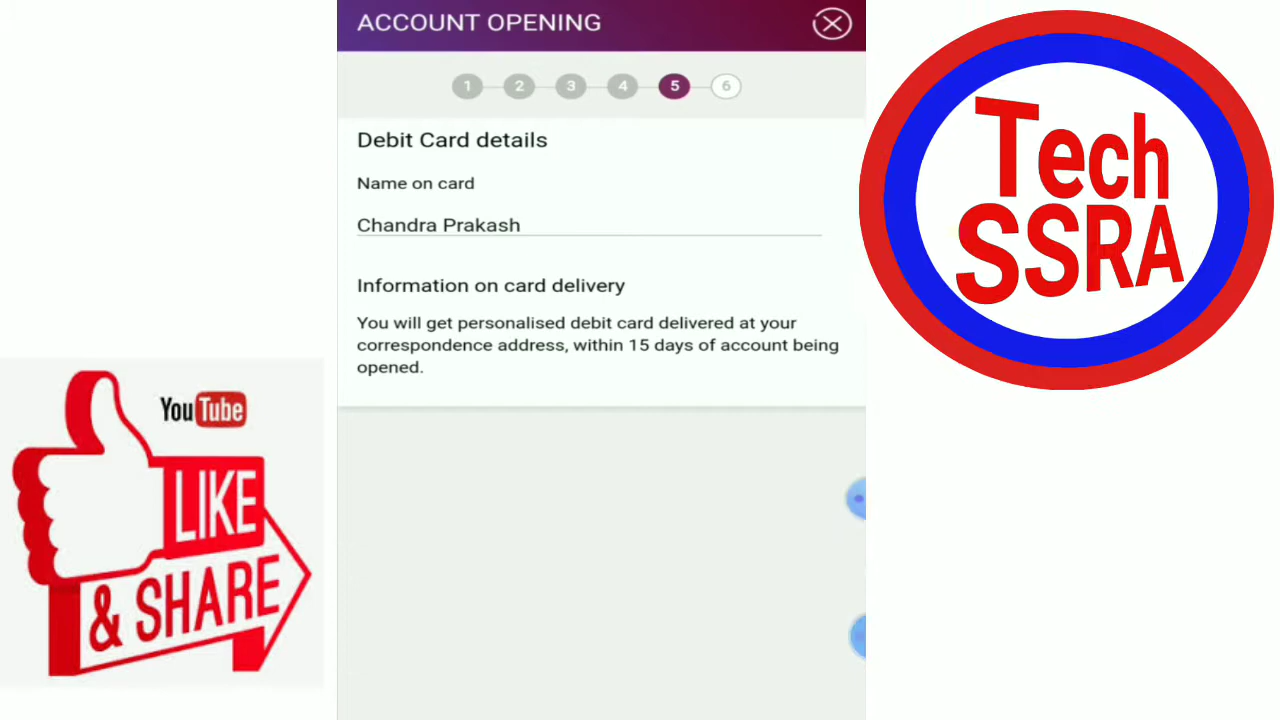 ACCOUNT OPENING
1 2 3 4 5 6
Debit Card details
Name on card
Chandra Prakash
Information on card delivery
You will get personalised debit card delivered at your
correspondence address, within 15 days of account being
opened.
Tech
SSRA
YouTube
LIKE
& SHARE